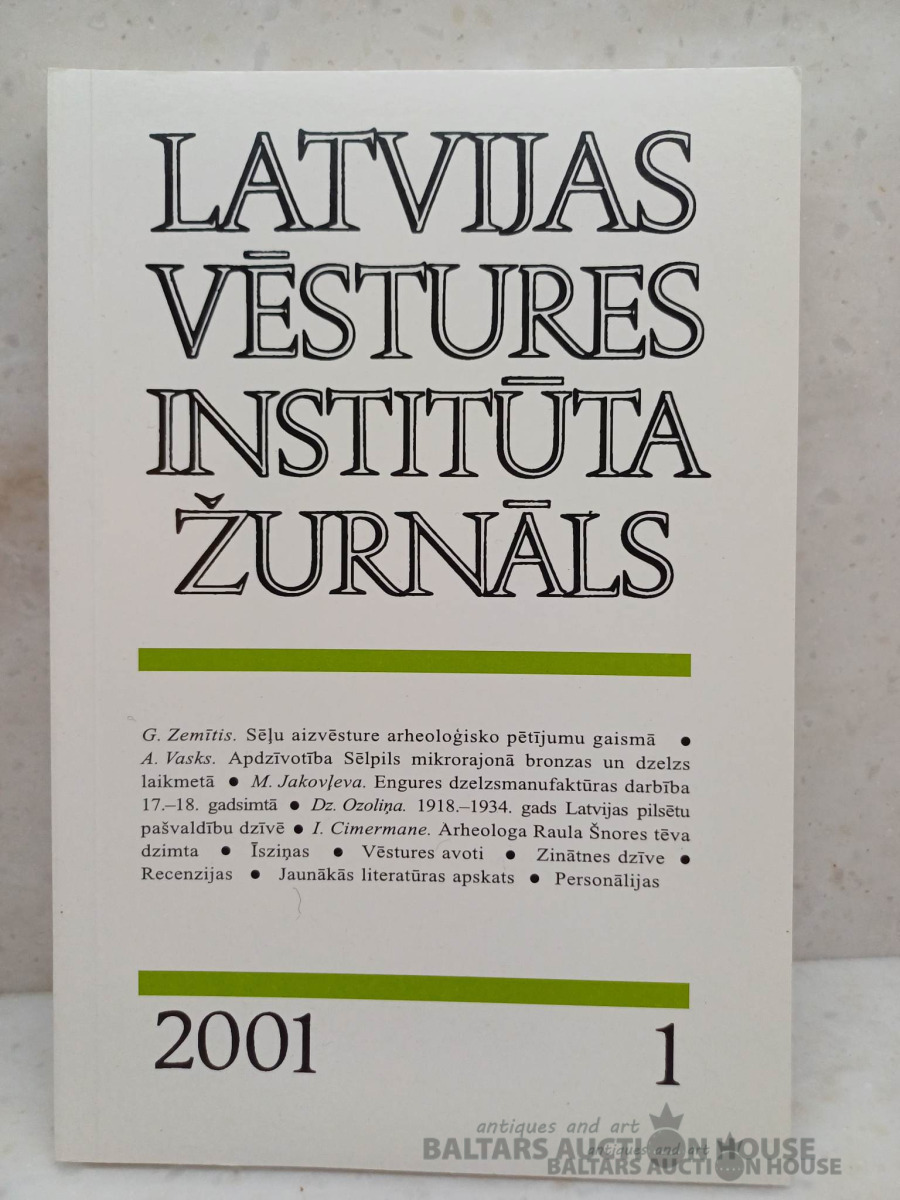 LATVIJAS
VĒSTURES
INSTITŪTA
ŽURNĀLS
G. Zemītis. Sēļu aizvēsture arheoloģisko pētījumu gaismā ●
A. Vasks. Apdzīvotība Sēlpils mikrorajonā bronzas un dzelzs
laikmetā ● M. Jakovļeva. Engures dzelzsmanufaktūras darbība
17.–18. gadsimtā ● Dz. Ozoliņa. 1918.–1934. gads Latvijas pilsētu
pašvaldību dzīvē ● I. Cimermane. Arheologa Raula Šnores tēva
dzimta ● Īsziņas ● Vēstures avoti ● Zinātnes dzīve ●
Recenzijas ● Jaunākās literatūras apskats ● Personālijas
2001 1
antiques and art
BALTARS AUCTION HOUSE
antiques and art
BALTARS AUCTION HOUSE